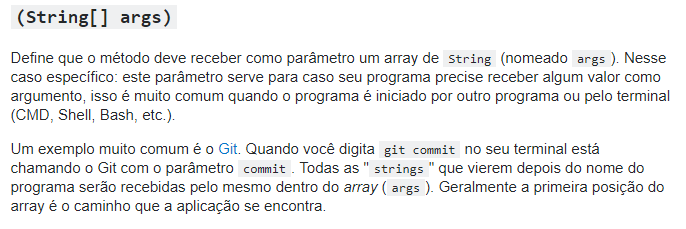 (String[] args)
Define que o método deve receber como parâmetro um array de String (nomeado args). Nesse
caso específico: este parâmetro serve para caso seu programa precise receber algum valor como
argumento, isso é muito comum quando o programa é iniciado por outro programa ou pelo terminal
(CMD, Shell, Bash, etc.).
Um exemplo muito comum é o Git. Quando você digita git commit no seu terminal está
chamando o Git com o parâmetro commit. Todas as "strings" que vierem depois do nome do
programa serão recebidas pelo mesmo dentro do array (args). Geralmente a primeira posição do
array é o caminho que a aplicação se encontra.